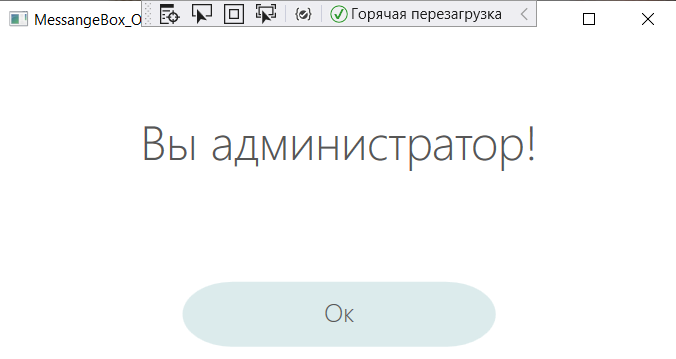 MessangeBox_O
Горячая перезагрузка
Вы администратор!
Ок